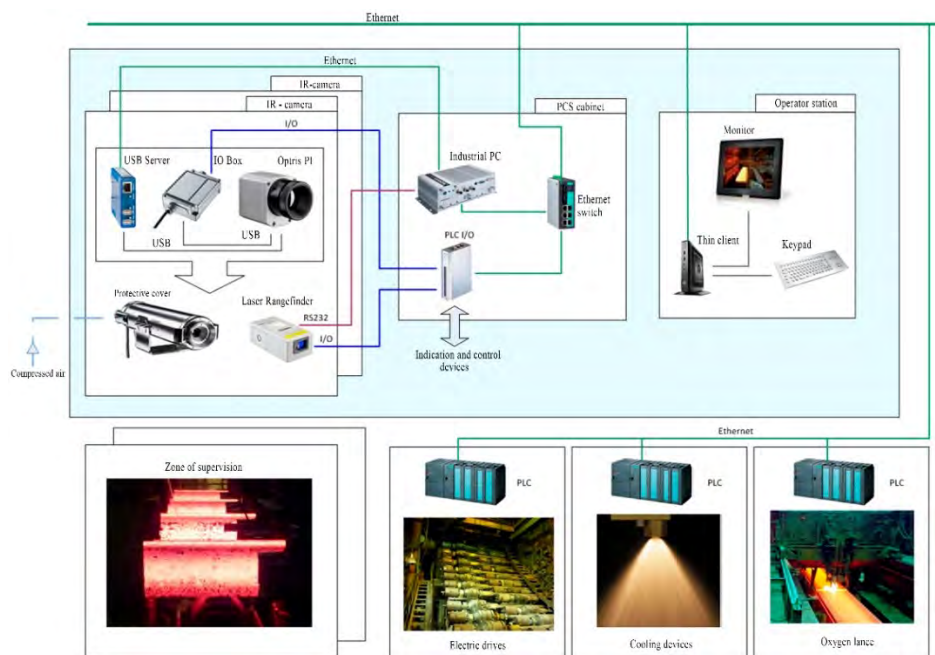 Ethernet
Ethernet
IR-camera
IR - camera
PCS cabinet
Operator station
I/O
Monitor
USB Server
IO Box
Optris PI
Industrial PC
Ethernet
switch
USB
USB
PLC I/O
Thin client
Keypad
Protective cover
Laser Rangefinder
RS232
I/O
Indication and control
devices
Compressed air
Ethernet
Zone of supervision
PLC
PLC
PLC
Electric drives
Cooling devices
Oxygen lance